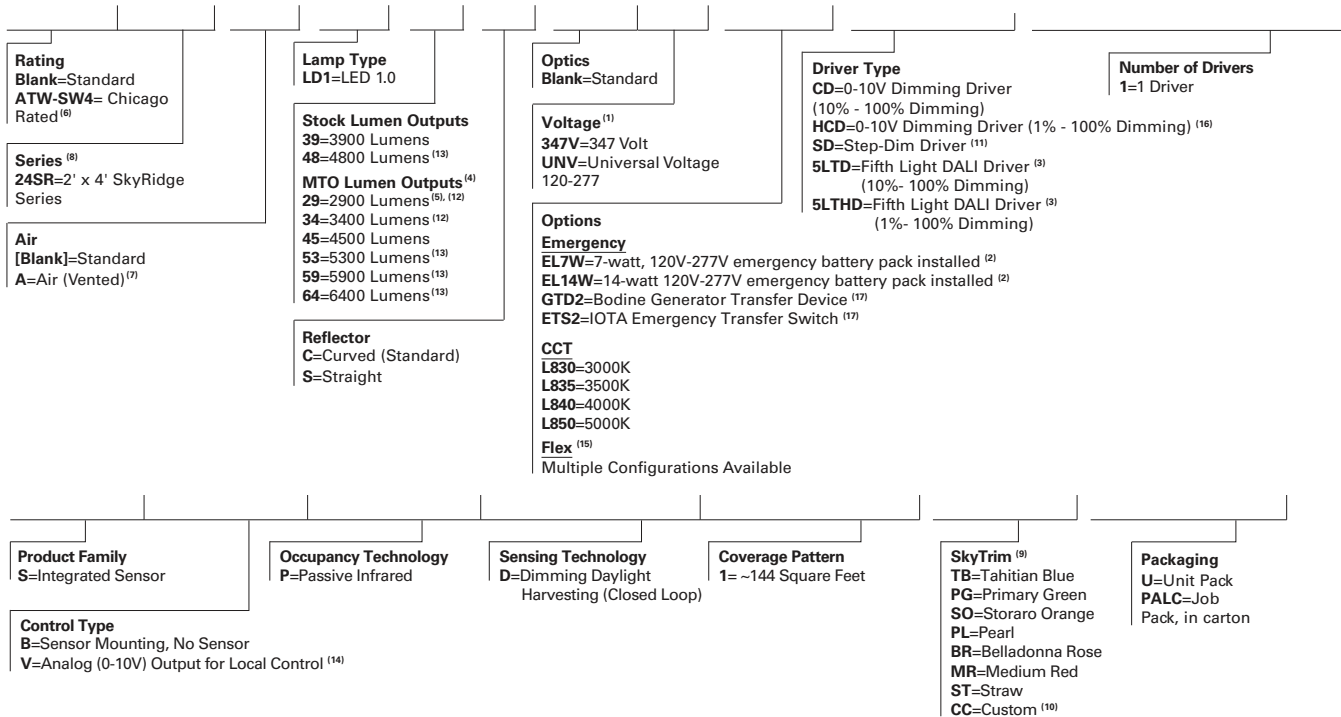 Rating
Blank=Standard
ATW-SW4= Chicago
Rated (6)
Series (8)
24SR=2' x 4' SkyRidge
Series
Air
[Blank]=Standard
A=Air (Vented) (7)
Lamp Type
LD1=LED 1.0
Stock Lumen Outputs
39=3900 Lumens
48=4800 Lumens (13)
MTO Lumen Outputs (4)
29=2900 Lumens (5), (12)
34=3400 Lumens (12)
45=4500 Lumens
53=5300 Lumens (13)
59=5900 Lumens (13)
64=6400 Lumens (13)
Reflector
C=Curved (Standard)
S=Straight
Optics
Blank=Standard
Voltage (1)
347V=347 Volt
UNV=Universal Voltage
120-277
Options
Emergency
EL7W=7-watt, 120V-277V emergency battery pack installed (2)
EL14W=14-watt 120V-277V emergency battery pack installed (2)
GTD2=Bodine Generator Transfer Device (17)
ETS2=IOTA Emergency Transfer Switch (17)
CCT
L830=3000K
L835=3500K
L840=4000K
L850=5000K
Flex (15)
Multiple Configurations Available
Driver Type
CD=0-10V Dimming Driver
(10% - 100% Dimming)
HCD=0-10V Dimming Driver (1% - 100% Dimming) (16)
SD=Step-Dim Driver (11)
5LTD=Fifth Light DALI Driver (3)
(10%- 100% Dimming)
5LTHD=Fifth Light DALI Driver (3)
(1%- 100% Dimming)
Number of Drivers
1=1 Driver
Product Family
S=Integrated Sensor
Control Type
B=Sensor Mounting, No Sensor
V=Analog (0-10V) Output for Local Control (14)
Occupancy Technology
P=Passive Infrared
Sensing Technology
D=Dimming Daylight
Harvesting (Closed Loop)
Coverage Pattern
1= ~144 Square Feet
SkyTrim (9)
TB=Tahitian Blue
PG=Primary Green
SO=Storaro Orange
PL=Pearl
BR=Belladonna Rose
MR=Medium Red
ST=Straw
CC=Custom (10)
Packaging
U=Unit Pack
PALC=Job
Pack, in carton